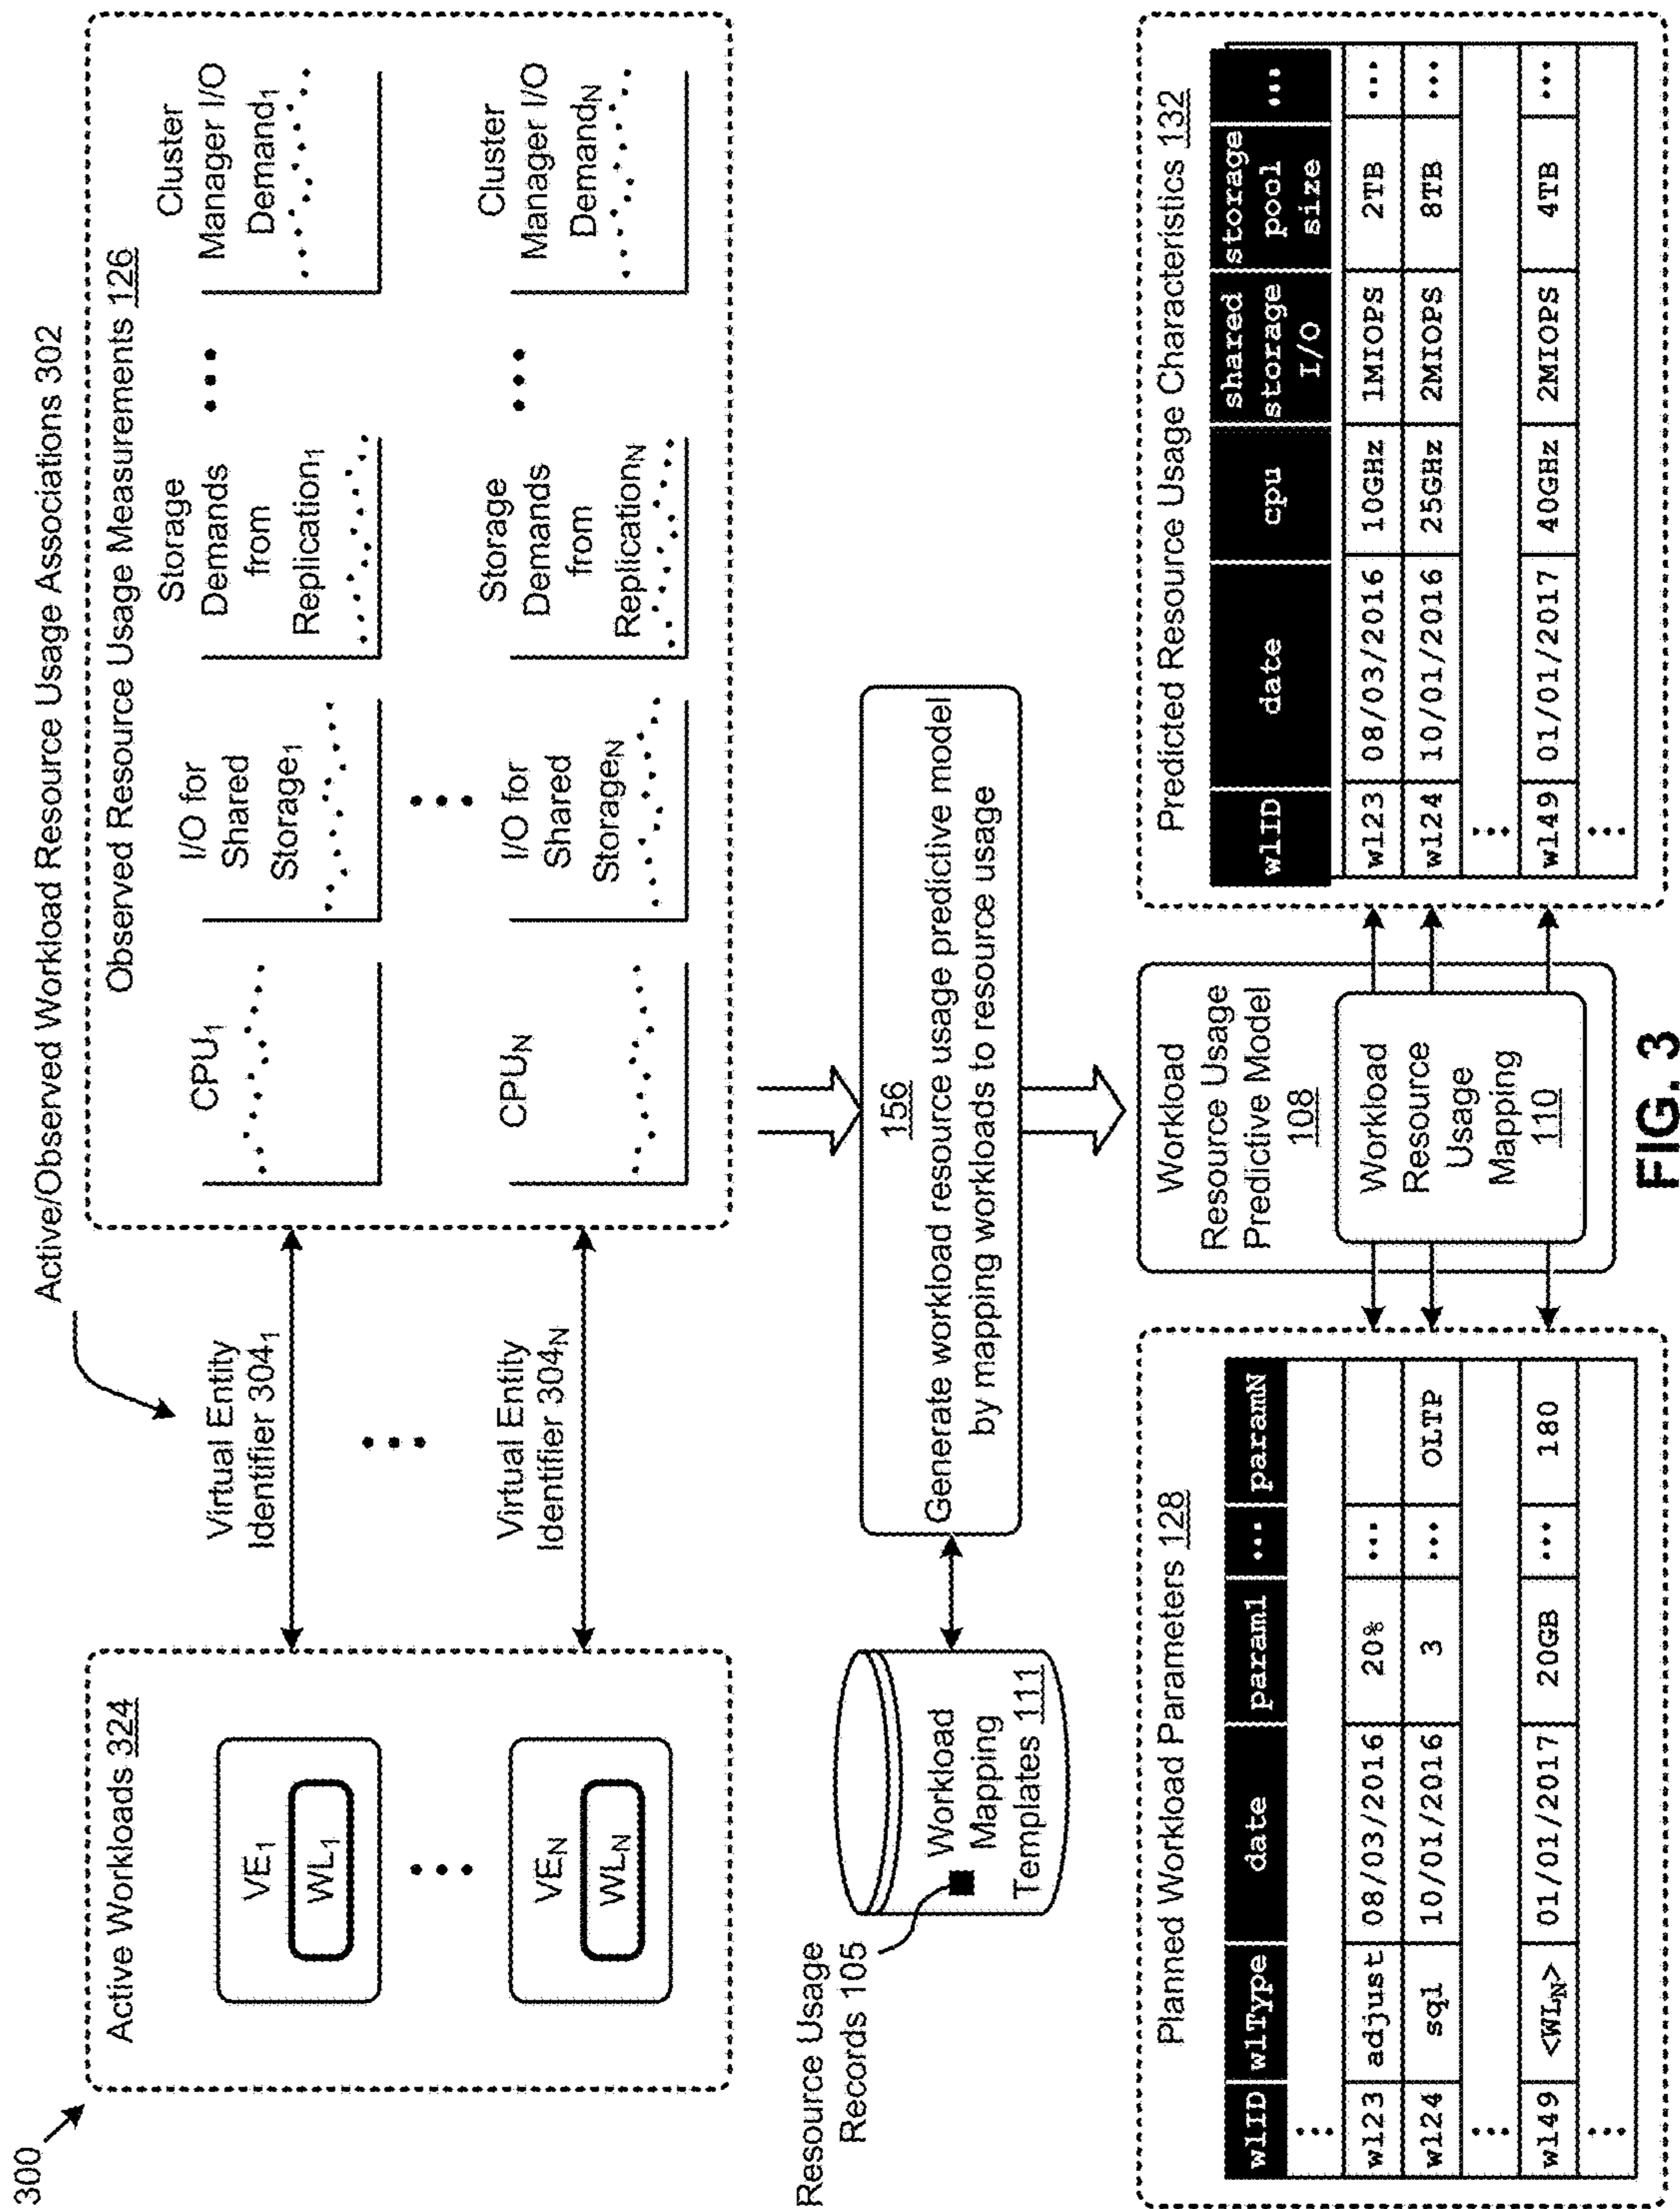 300
Active/Observed Workload Resource Usage Associations 302
Active Workloads 324
VE1
WL1
•••
VEN
WLN
Virtual Entity
Identifier 3041
•••
Virtual Entity
Identifier 304N
Observed Resource Usage Measurements 126
CPU1
I/O for
Shared
Storage1
Storage
Demands
from
Replication1
•••
Cluster
Manager I/O
Demand1
•••
CPUN
I/O for
Shared
StorageN
Storage
Demands
from
ReplicationN
•••
Cluster
Manager I/O
DemandN
Resource Usage
Records 105
Workload
Mapping
Templates 111
156
Generate workload resource usage predictive model
by mapping workloads to resource usage
Planned Workload Parameters 128
wlID wlType date param1 ... paramN
...
wl23 adjust 08/03/2016 20% ...
wl24 sql 10/01/2016 3 ... OLTP
...
wl49 <WLN> 01/01/2017 20GB ... 180
...
Workload
Resource Usage
Predictive Model
108
Workload
Resource
Usage
Mapping
110
Predicted Resource Usage Characteristics 132
wlID date cpu shared storage I/O storage pool size ...
wl23 08/03/2016 10GHz 1MIOPS 2TB ...
wl24 10/01/2016 25GHz 2MIOPS 8TB ...
...
wl49 01/01/2017 40GHz 2MIOPS 4TB ...
...
FIG. 3